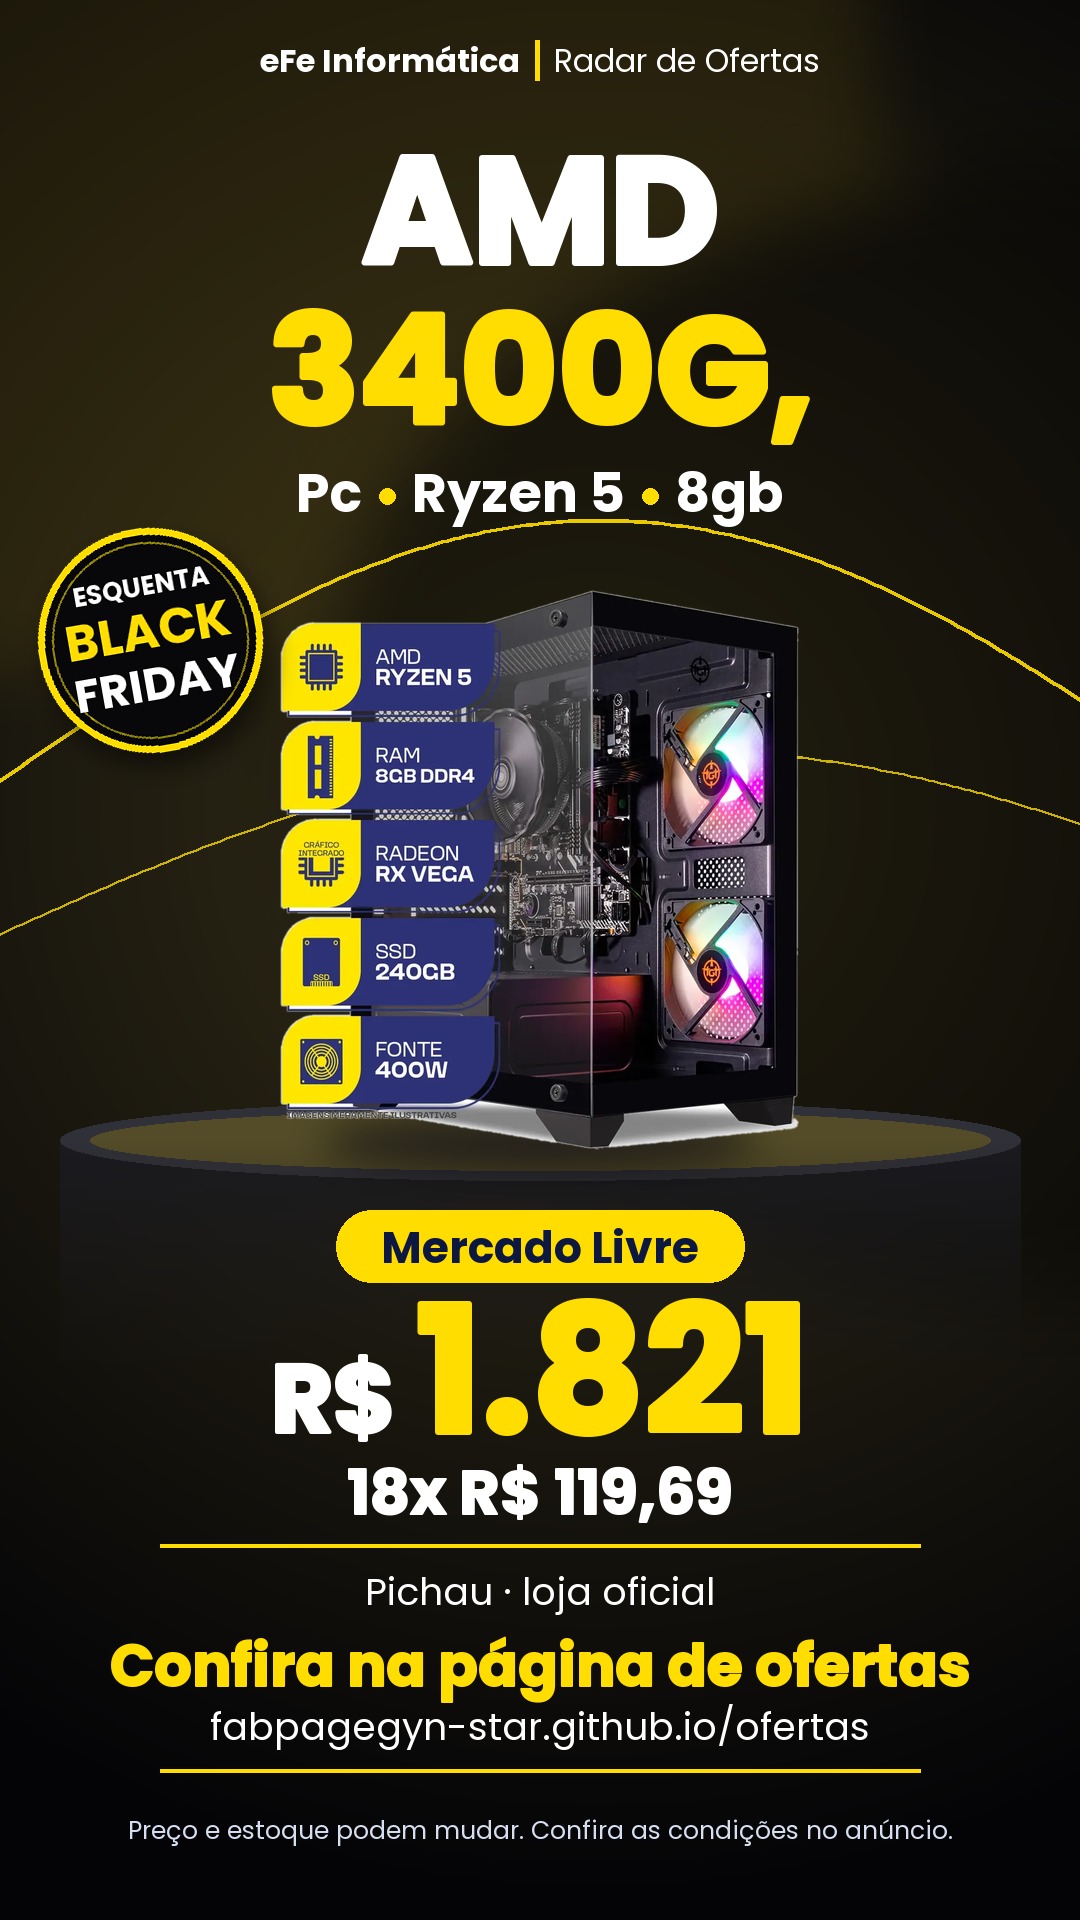 eFe Informática | Radar de Ofertas
AMD
3400G,
Pc • Ryzen 5 • 8gb
ESQUENTA
BLACK
FRIDAY
AMD
RYZEN 5
RAM
8GB DDR4
GRÁFICO
INTEGRADO
RADEON
RX VEGA
SSD
SSD
240GB
FONTE
400W
IMAGENS MERAMENTE ILUSTRATIVAS
Mercado Livre
R$ 1.821
18x R$ 119,69
Pichau · loja oficial
Confira na página de ofertas
fabpagegyn-star.github.io/ofertas
Preço e estoque podem mudar. Confira as condições no anúncio.